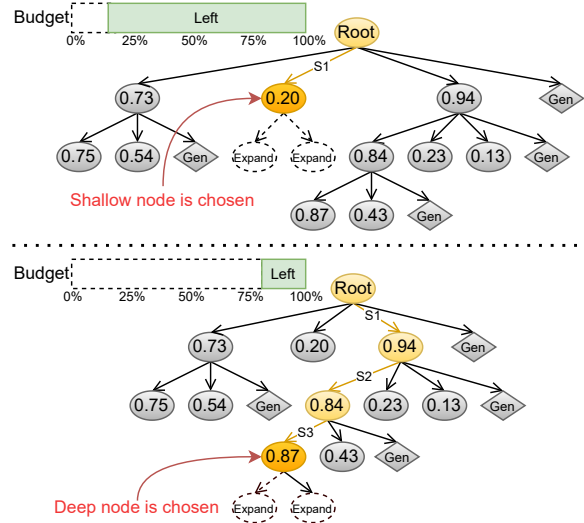 Budget
Left
0% 25% 50% 75% 100%
Root
S1
0.73 0.20 0.94 Gen
0.75 0.54 Gen Expand Expand 0.84 0.23 0.13 Gen
Shallow node is chosen
0.87 0.43 Gen
Budget
Left
0% 25% 50% 75% 100%
Root
S1
0.73 0.20 0.94 Gen
S2
0.75 0.54 Gen 0.84 0.23 0.13 Gen
S3
0.87 0.43 Gen
Deep node is chosen
Expand Expand